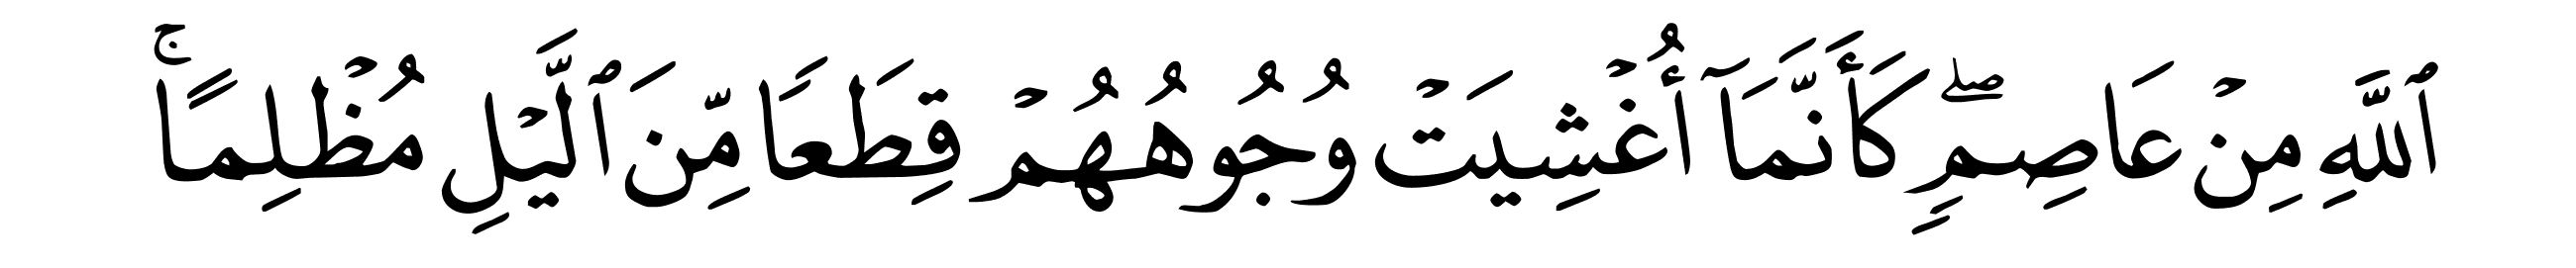 ٱللَّهِ مِنۡ عَاصِمٖۖ كَأَنَّمَآ أُغۡشِيَتۡ وُجُوهُهُمۡ قِطَعٗا مِّنَ ٱلَّيۡلِ مُظۡلِمًاۚ